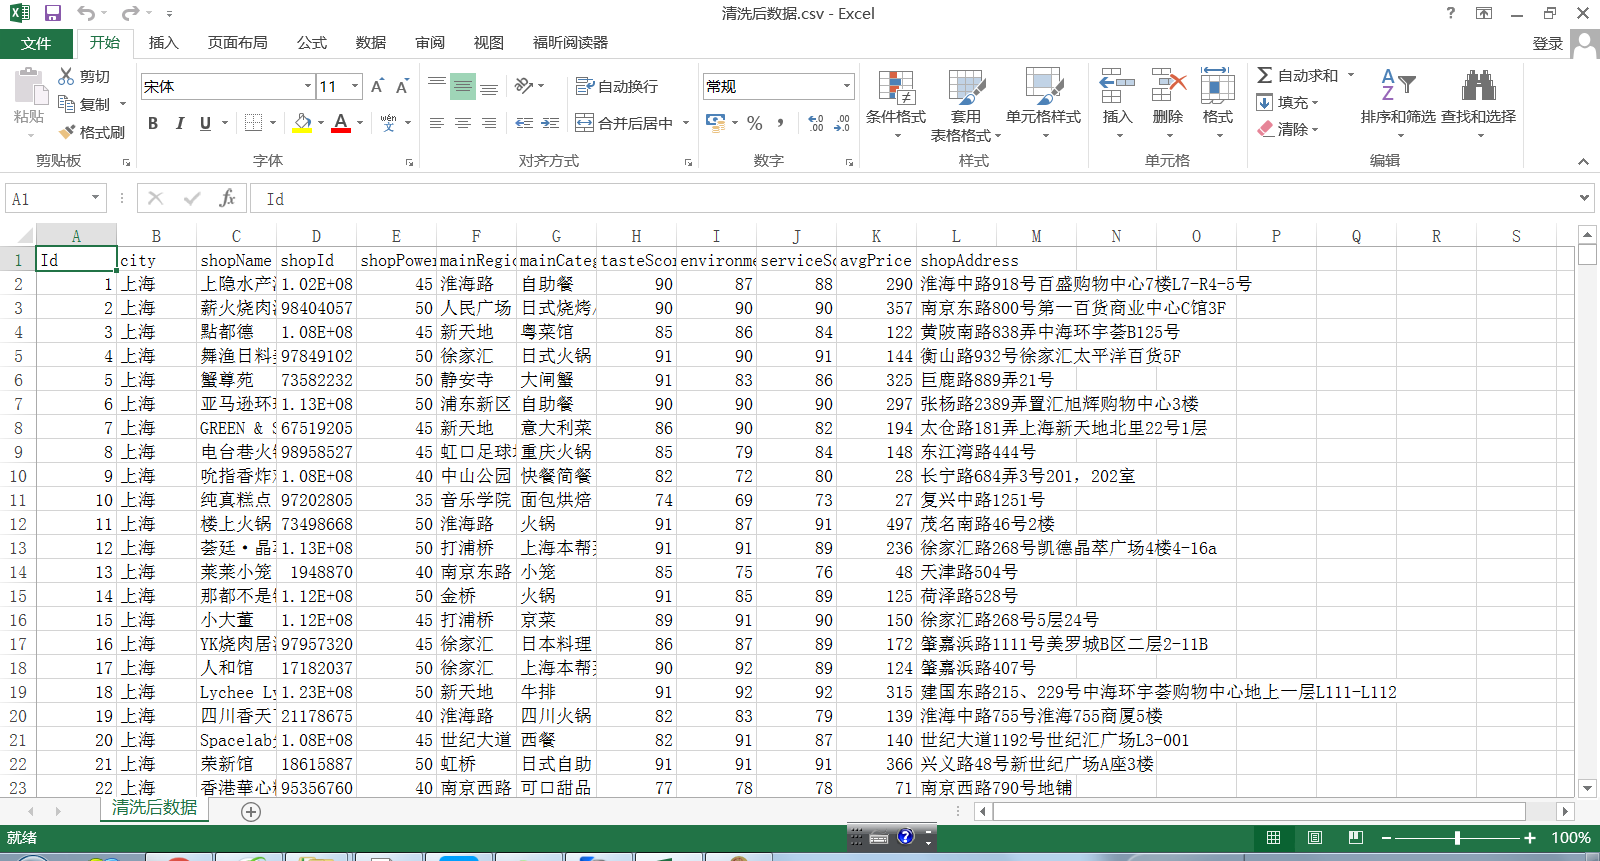 清洗后数据.csv - Excel
文件 开始 插入 页面布局 公式 数据 审阅 视图 福昕阅读器 登录
粘贴 剪切 复制 格式刷 剪贴板
宋体 11 B I U A wén 文 字体
自动换行 合并后居中 对齐方式
常规 % 数字
条件格式 套用 表格格式 单元格样式 样式
插入 删除 格式 单元格
自动求和 填充 清除 排序和筛选 查找和选择 编辑
A1 fx Id
A B C D E F G H I J K L M N O P Q R S
1 Id city shopName shopId shopPower mainRegio mainCateg tasteScor environme serviceSc avgPrice shopAddress
2 1 上海 上隐水产 1.02E+08 45 淮海路 自助餐 90 87 88 290 淮海中路918号百盛购物中心7楼L7-R4-5号
3 2 上海 薪火烧肉 98404057 50 人民广场 日式烧烤 90 90 90 357 南京东路800号第一百货商业中心C馆3F
4 3 上海 點都德 1.08E+08 45 新天地 粤菜馆 85 86 84 122 黄陂南路838弄中海环宇荟B125号
5 4 上海 舞渔日料 97849102 50 徐家汇 日式火锅 85 90 91 144 衡山路932号徐家汇太平洋百货5F
6 5 上海 蟹尊苑 73582232 50 静安寺 大闸蟹 91 83 86 325 巨鹿路889弄21号
7 6 上海 亚马逊环 1.13E+08 50 浦东新区 自助餐 90 90 90 297 张杨路2389弄置汇旭辉购物中心3楼
8 7 上海 GREEN & S 67519205 45 新天地 意大利菜 86 90 82 194 太仓路181弄上海新天地北里22号1层
9 8 上海 电台巷火 98958527 45 虹口足球 重庆火锅 85 79 84 148 东江湾路444号
10 9 上海 吮指香炸 1.08E+08 40 中山公园 快餐简餐 82 72 80 28 长宁路684弄3号201，202室
11 10 上海 纯真糕点 97202805 35 音乐学院 面包烘焙 74 69 73 27 复兴中路1251号
12 11 上海 楼上火锅 73498668 50 淮海路 火锅 91 87 91 497 茂名南路46号2楼
13 12 上海 荟廷·晶 1.13E+08 50 打浦桥 上海本帮 91 91 89 236 徐家汇路268号凯德晶萃广场4楼4-16a
14 13 上海 莱莱小笼 1948870 40 南京东路 小笼 85 75 76 48 天津路504号
15 14 上海 那都不是 1.12E+08 50 金桥 火锅 91 85 89 125 荷泽路528号
16 15 上海 小大董 1.12E+08 45 打浦桥 京菜 89 91 90 150 徐家汇路268号5层24号
17 16 上海 YK烧肉居 97957320 45 徐家汇 日本料理 86 87 89 172 肇嘉浜路1111号美罗城B区二层2-11B
18 17 上海 人和馆 17182037 50 徐家汇 上海本帮 90 92 89 124 肇嘉浜路407号
19 18 上海 Lychee Ly 1.23E+08 50 新天地 牛排 91 92 92 315 建国东路215、229号中海环宇荟购物中心地上一层L111-L112
20 19 上海 四川香天 21178675 40 淮海路 四川火锅 82 83 79 139 淮海中路755号淮海755商厦5楼
21 20 上海 Spacelab 1.08E+08 45 世纪大道 西餐 82 91 87 140 世纪大道1192号世纪汇广场L3-001
22 21 上海 荣新馆 18615887 50 虹桥 日式自助 91 91 91 366 兴义路48号新世纪广场A座3楼
23 22 上海 香港華心 95356760 40 南京西路 可口甜品 77 78 78 71 南京西路790号地铺
清洗后数据
就绪 100%